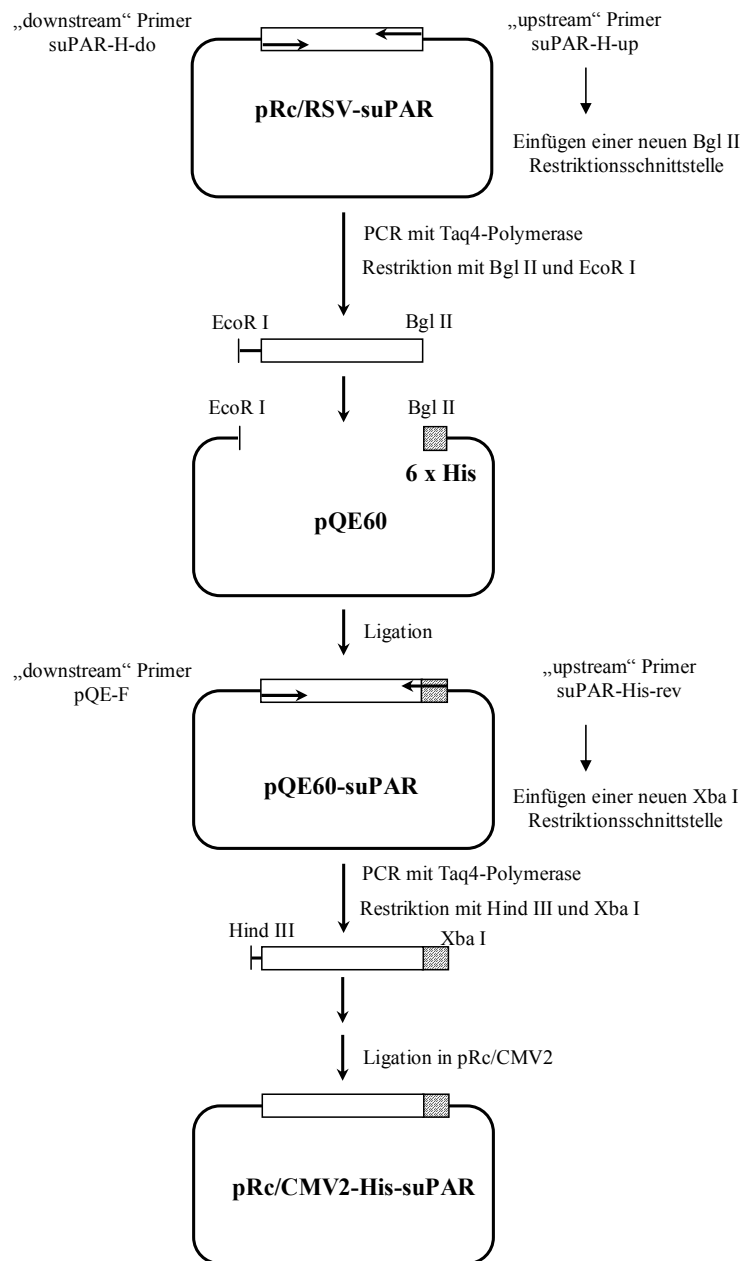 „downstream“ Primer
suPAR-H-do
„upstream“ Primer
suPAR-H-up
pRc/RSV-suPAR
Einfügen einer neuen Bgl II
Restriktionsschnittstelle
PCR mit Taq4-Polymerase
Restriktion mit Bgl II und EcoR I
EcoR I
Bgl II
EcoR I
Bgl II
6 x His
pQE60
Ligation
„downstream“ Primer
pQE-F
„upstream“ Primer
suPAR-His-rev
pQE60-suPAR
Einfügen einer neuen Xba I
Restriktionsschnittstelle
PCR mit Taq4-Polymerase
Restriktion mit Hind III und Xba I
Hind III
Xba I
Ligation in pRc/CMV2
pRc/CMV2-His-suPAR